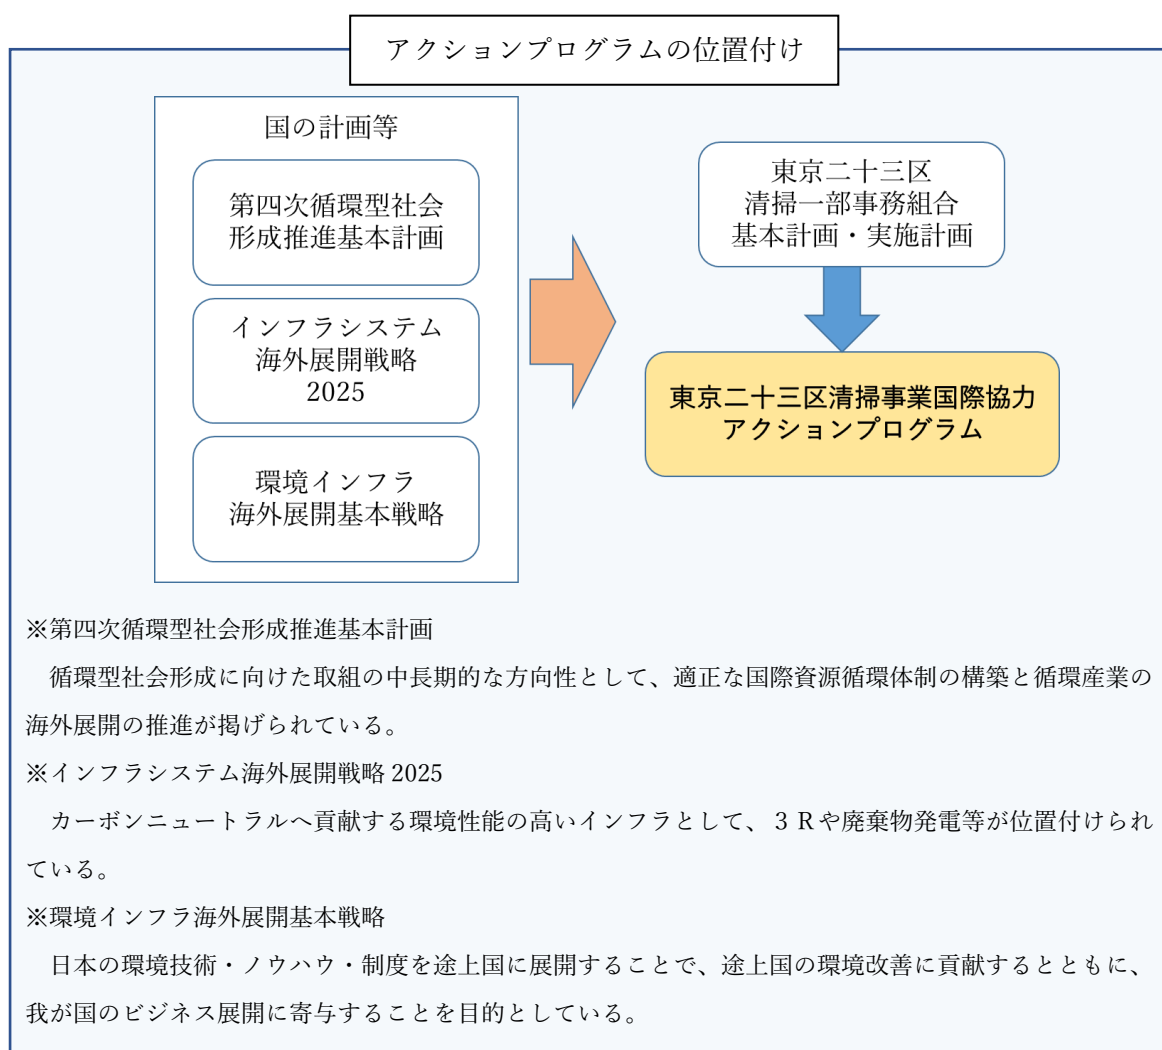 アクションプログラムの位置付け
国の計画等
第四次循環型社会
形成推進基本計画
インフラシステム
海外展開戦略
2025
環境インフラ
海外展開基本戦略
東京二十三区
清掃一部事務組合
基本計画・実施計画
東京二十三区清掃事業国際協力
アクションプログラム
※第四次循環型社会形成推進基本計画
　循環型社会形成に向けた取組の中長期的な方向性として、適正な国際資源循環体制の構築と循環産業の
海外展開の推進が掲げられている。
※インフラシステム海外展開戦略 2025
　カーボンニュートラルへ貢献する環境性能の高いインフラとして、３Ｒや廃棄物発電等が位置付けられ
ている。
※環境インフラ海外展開基本戦略
　日本の環境技術・ノウハウ・制度を途上国に展開することで、途上国の環境改善に貢献するとともに、
我が国のビジネス展開に寄与することを目的としている。